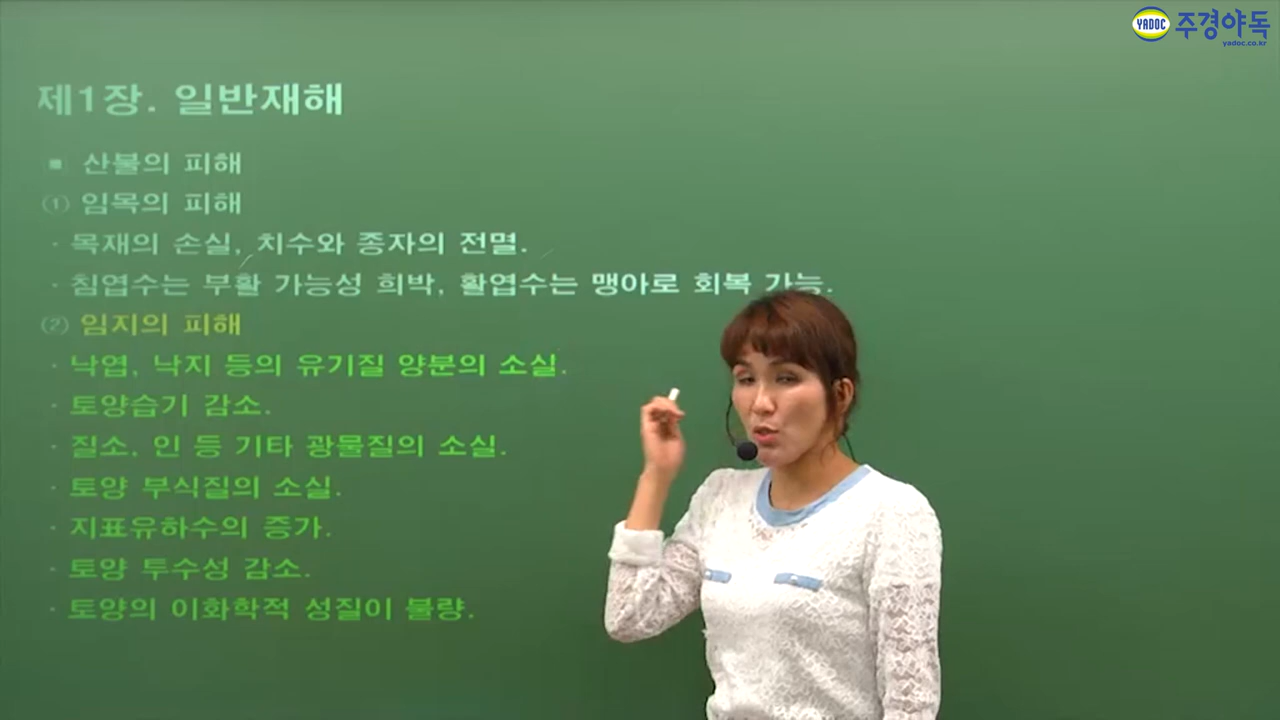 YADOC 주경야독
yadoc.co.kr
제1장. 일반재해
▪ 산불의 피해
⑴ 임목의 피해
· 목재의 손실, 치수와 종자의 전멸.
· 침엽수는 부활 가능성 희박, 활엽수는 맹아로 회복 가능.
⑵ 임지의 피해
· 낙엽, 낙지 등의 유기질 양분의 소실.
· 토양습기 감소.
· 질소, 인 등 기타 광물질의 소실.
· 토양 부식질의 소실.
· 지표유하수의 증가.
· 토양 투수성 감소.
· 토양의 이화학적 성질이 불량.